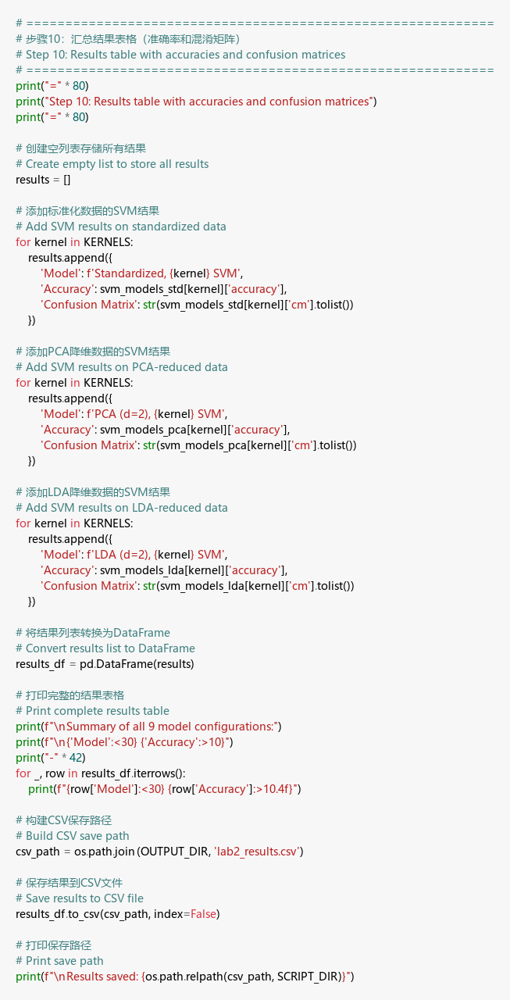 # ============================================================
# 步骤10：汇总结果表格（准确率和混淆矩阵）
# Step 10: Results table with accuracies and confusion matrices
# ============================================================
print("=" * 80)
print("Step 10: Results table with accuracies and confusion matrices")
print("=" * 80)

# 创建空列表存储所有结果
# Create empty list to store all results
results = []

# 添加标准化数据的SVM结果
# Add SVM results on standardized data
for kernel in KERNELS:
    results.append({
        'Model': f'Standardized, {kernel} SVM',
        'Accuracy': svm_models_std[kernel]['accuracy'],
        'Confusion Matrix': str(svm_models_std[kernel]['cm'].tolist())
    })

# 添加PCA降维数据的SVM结果
# Add SVM results on PCA-reduced data
for kernel in KERNELS:
    results.append({
        'Model': f'PCA (d=2), {kernel} SVM',
        'Accuracy': svm_models_pca[kernel]['accuracy'],
        'Confusion Matrix': str(svm_models_pca[kernel]['cm'].tolist())
    })

# 添加LDA降维数据的SVM结果
# Add SVM results on LDA-reduced data
for kernel in KERNELS:
    results.append({
        'Model': f'LDA (d=2), {kernel} SVM',
        'Accuracy': svm_models_lda[kernel]['accuracy'],
        'Confusion Matrix': str(svm_models_lda[kernel]['cm'].tolist())
    })

# 将结果列表转换为DataFrame
# Convert results list to DataFrame
results_df = pd.DataFrame(results)

# 打印完整的结果表格
# Print complete results table
print(f"\nSummary of all 9 model configurations:")
print(f"\n{'Model':<30} {'Accuracy':>10}")
print("-" * 42)
for _, row in results_df.iterrows():
    print(f"{row['Model']:<30} {row['Accuracy']:>10.4f}")

# 构建CSV保存路径
# Build CSV save path
csv_path = os.path.join(OUTPUT_DIR, 'lab2_results.csv')

# 保存结果到CSV文件
# Save results to CSV file
results_df.to_csv(csv_path, index=False)

# 打印保存路径
# Print save path
print(f"\nResults saved: {os.path.relpath(csv_path, SCRIPT_DIR)}")